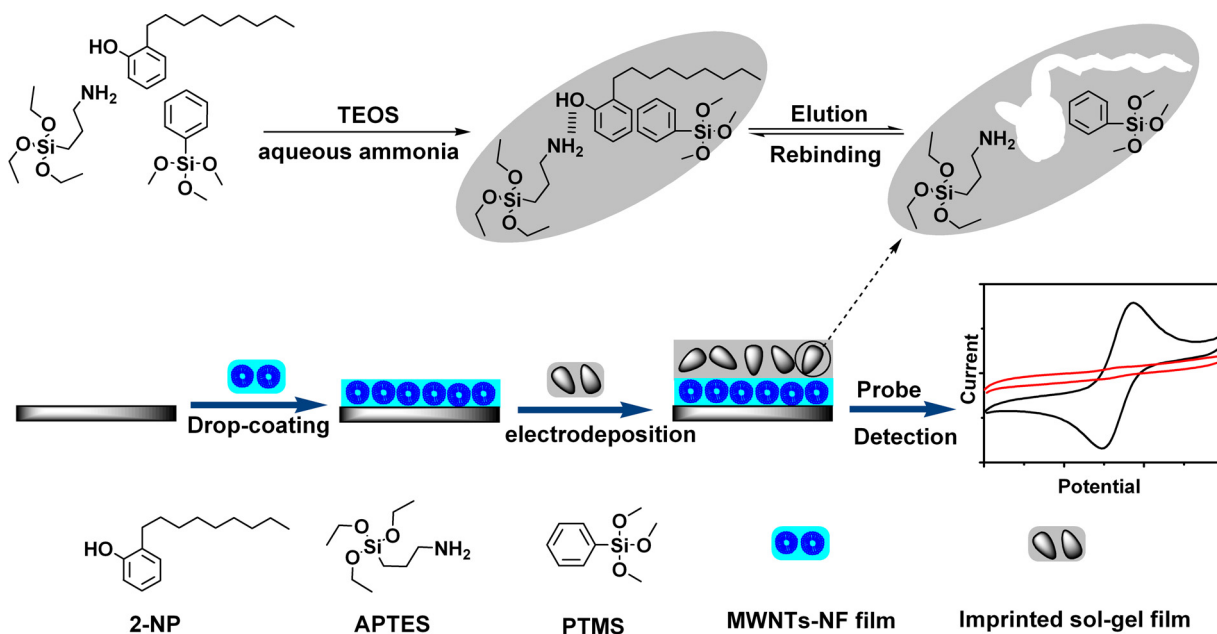 HO
NH2
O
O
Si
O
O
Si
O
O
TEOS
aqueous ammonia
HO
NH2
O
O
Si
O
O
Si
O
O
Elution
Rebinding
NH2
O
O
Si
O
O
Si
O
O
Drop-coating
electrodeposition
Probe
Detection
Current
Potential
HO
O
O
Si
O
NH2
O
Si
O
O
2-NP
APTES
PTMS
MWNTs-NF film
Imprinted sol-gel film